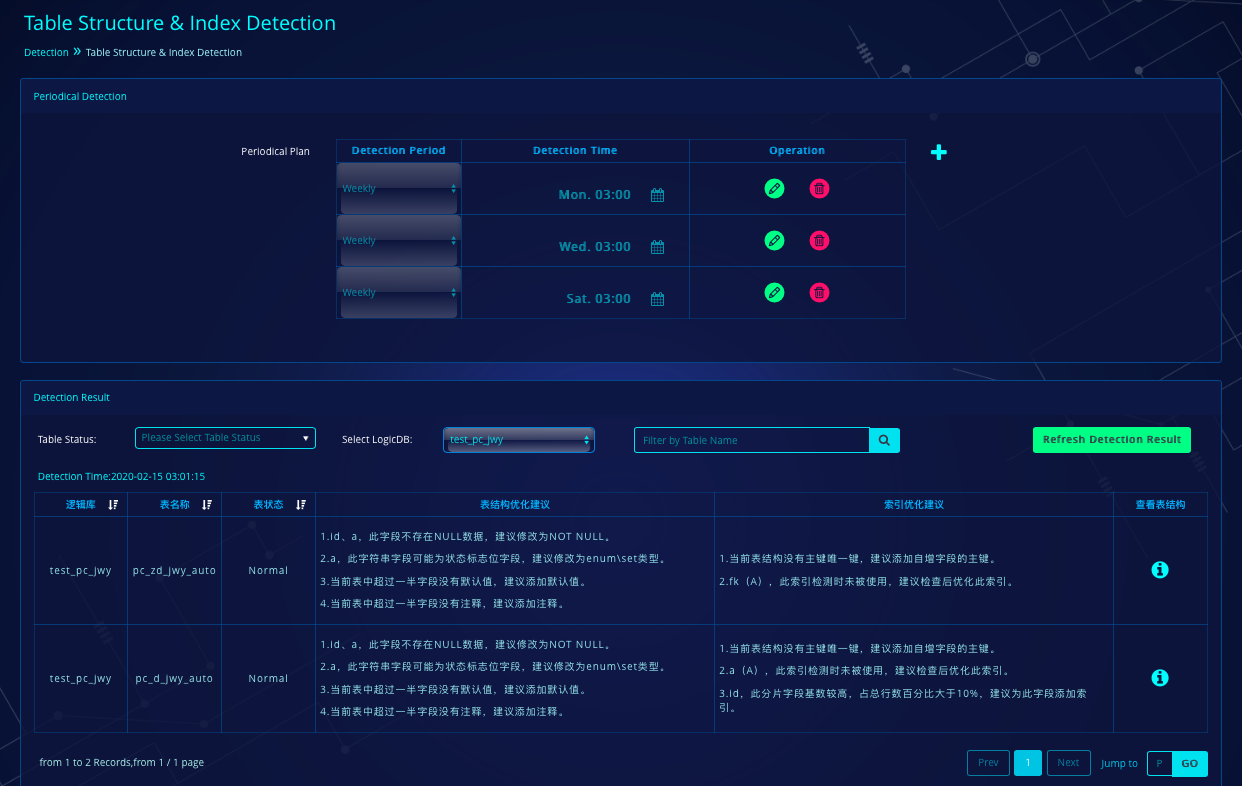 Table Structure & Index Detection
Detection » Table Structure & Index Detection
Periodical Detection
Periodical Plan
Detection Period Detection Time Operation
Weekly Mon. 03:00
Weekly Wed. 03:00
Weekly Sat. 03:00
Detection Result
Table Status: Please Select Table Status Select LogicDB: test_pc_jwy Filter by Table Name Refresh Detection Result
Detection Time:2020-02-15 03:01:15
逻辑库 表名称 表状态 表结构优化建议 索引优化建议 查看表结构
test_pc_jwy pc_zd_jwy_auto Normal
1.id、a，此字段不存在NULL数据，建议修改为NOT NULL。
2.a，此字符串字段可能为状态标志位字段，建议修改为enum\set类型。
3.当前表中超过一半字段没有默认值，建议添加默认值。
4.当前表中超过一半字段没有注释，建议添加注释。
1.当前表结构没有主键唯一键，建议添加自增字段的主键。
2.fk（A），此索引检测时未被使用，建议检查后优化此索引。
test_pc_jwy pc_d_jwy_auto Normal
1.id、a，此字段不存在NULL数据，建议修改为NOT NULL。
2.a，此字符串字段可能为状态标志位字段，建议修改为enum\set类型。
3.当前表中超过一半字段没有默认值，建议添加默认值。
4.当前表中超过一半字段没有注释，建议添加注释。
1.当前表结构没有主键唯一键，建议添加自增字段的主键。
2.a（A），此索引检测时未被使用，建议检查后优化此索引。
3.id，此分片字段基数较高，占总行数百分比大于10%，建议为此字段添加索
引。
from 1 to 2 Records,from 1 / 1 page Prev 1 Next Jump to P GO